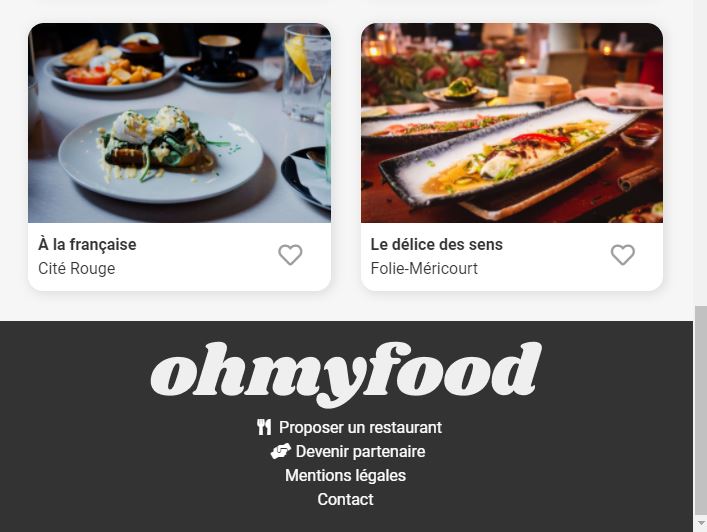 À la française
Cité Rouge
Le délice des sens
Folie-Méricourt
ohmyfood
Proposer un restaurant
Devenir partenaire
Mentions légales
Contact